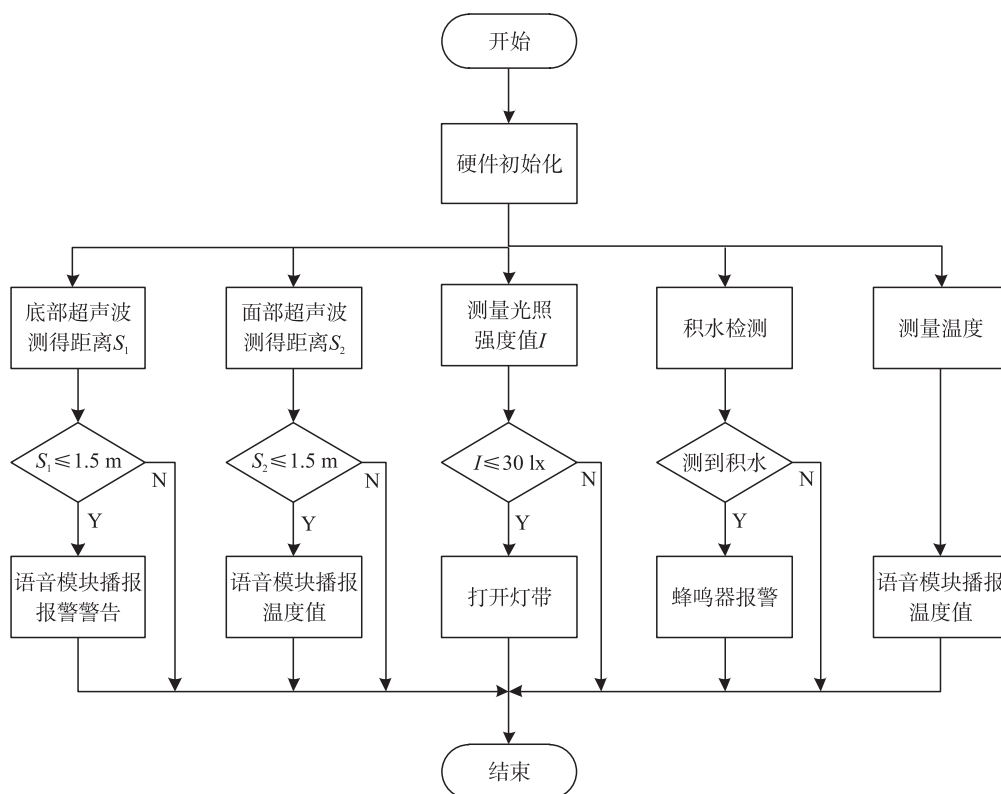 开始
硬件初始化
底部超声波
测得距离S₁
面部超声波
测得距离S₂
测量光照
强度值I
积水检测
测量温度
S₁≤1.5 m
N
Y
S₂≤1.5 m
N
Y
I≤30 lx
N
Y
测到积水
N
Y
语音模块播报
报警警告
语音模块播报
温度值
打开灯带
蜂鸣器报警
语音模块播报
温度值
结束